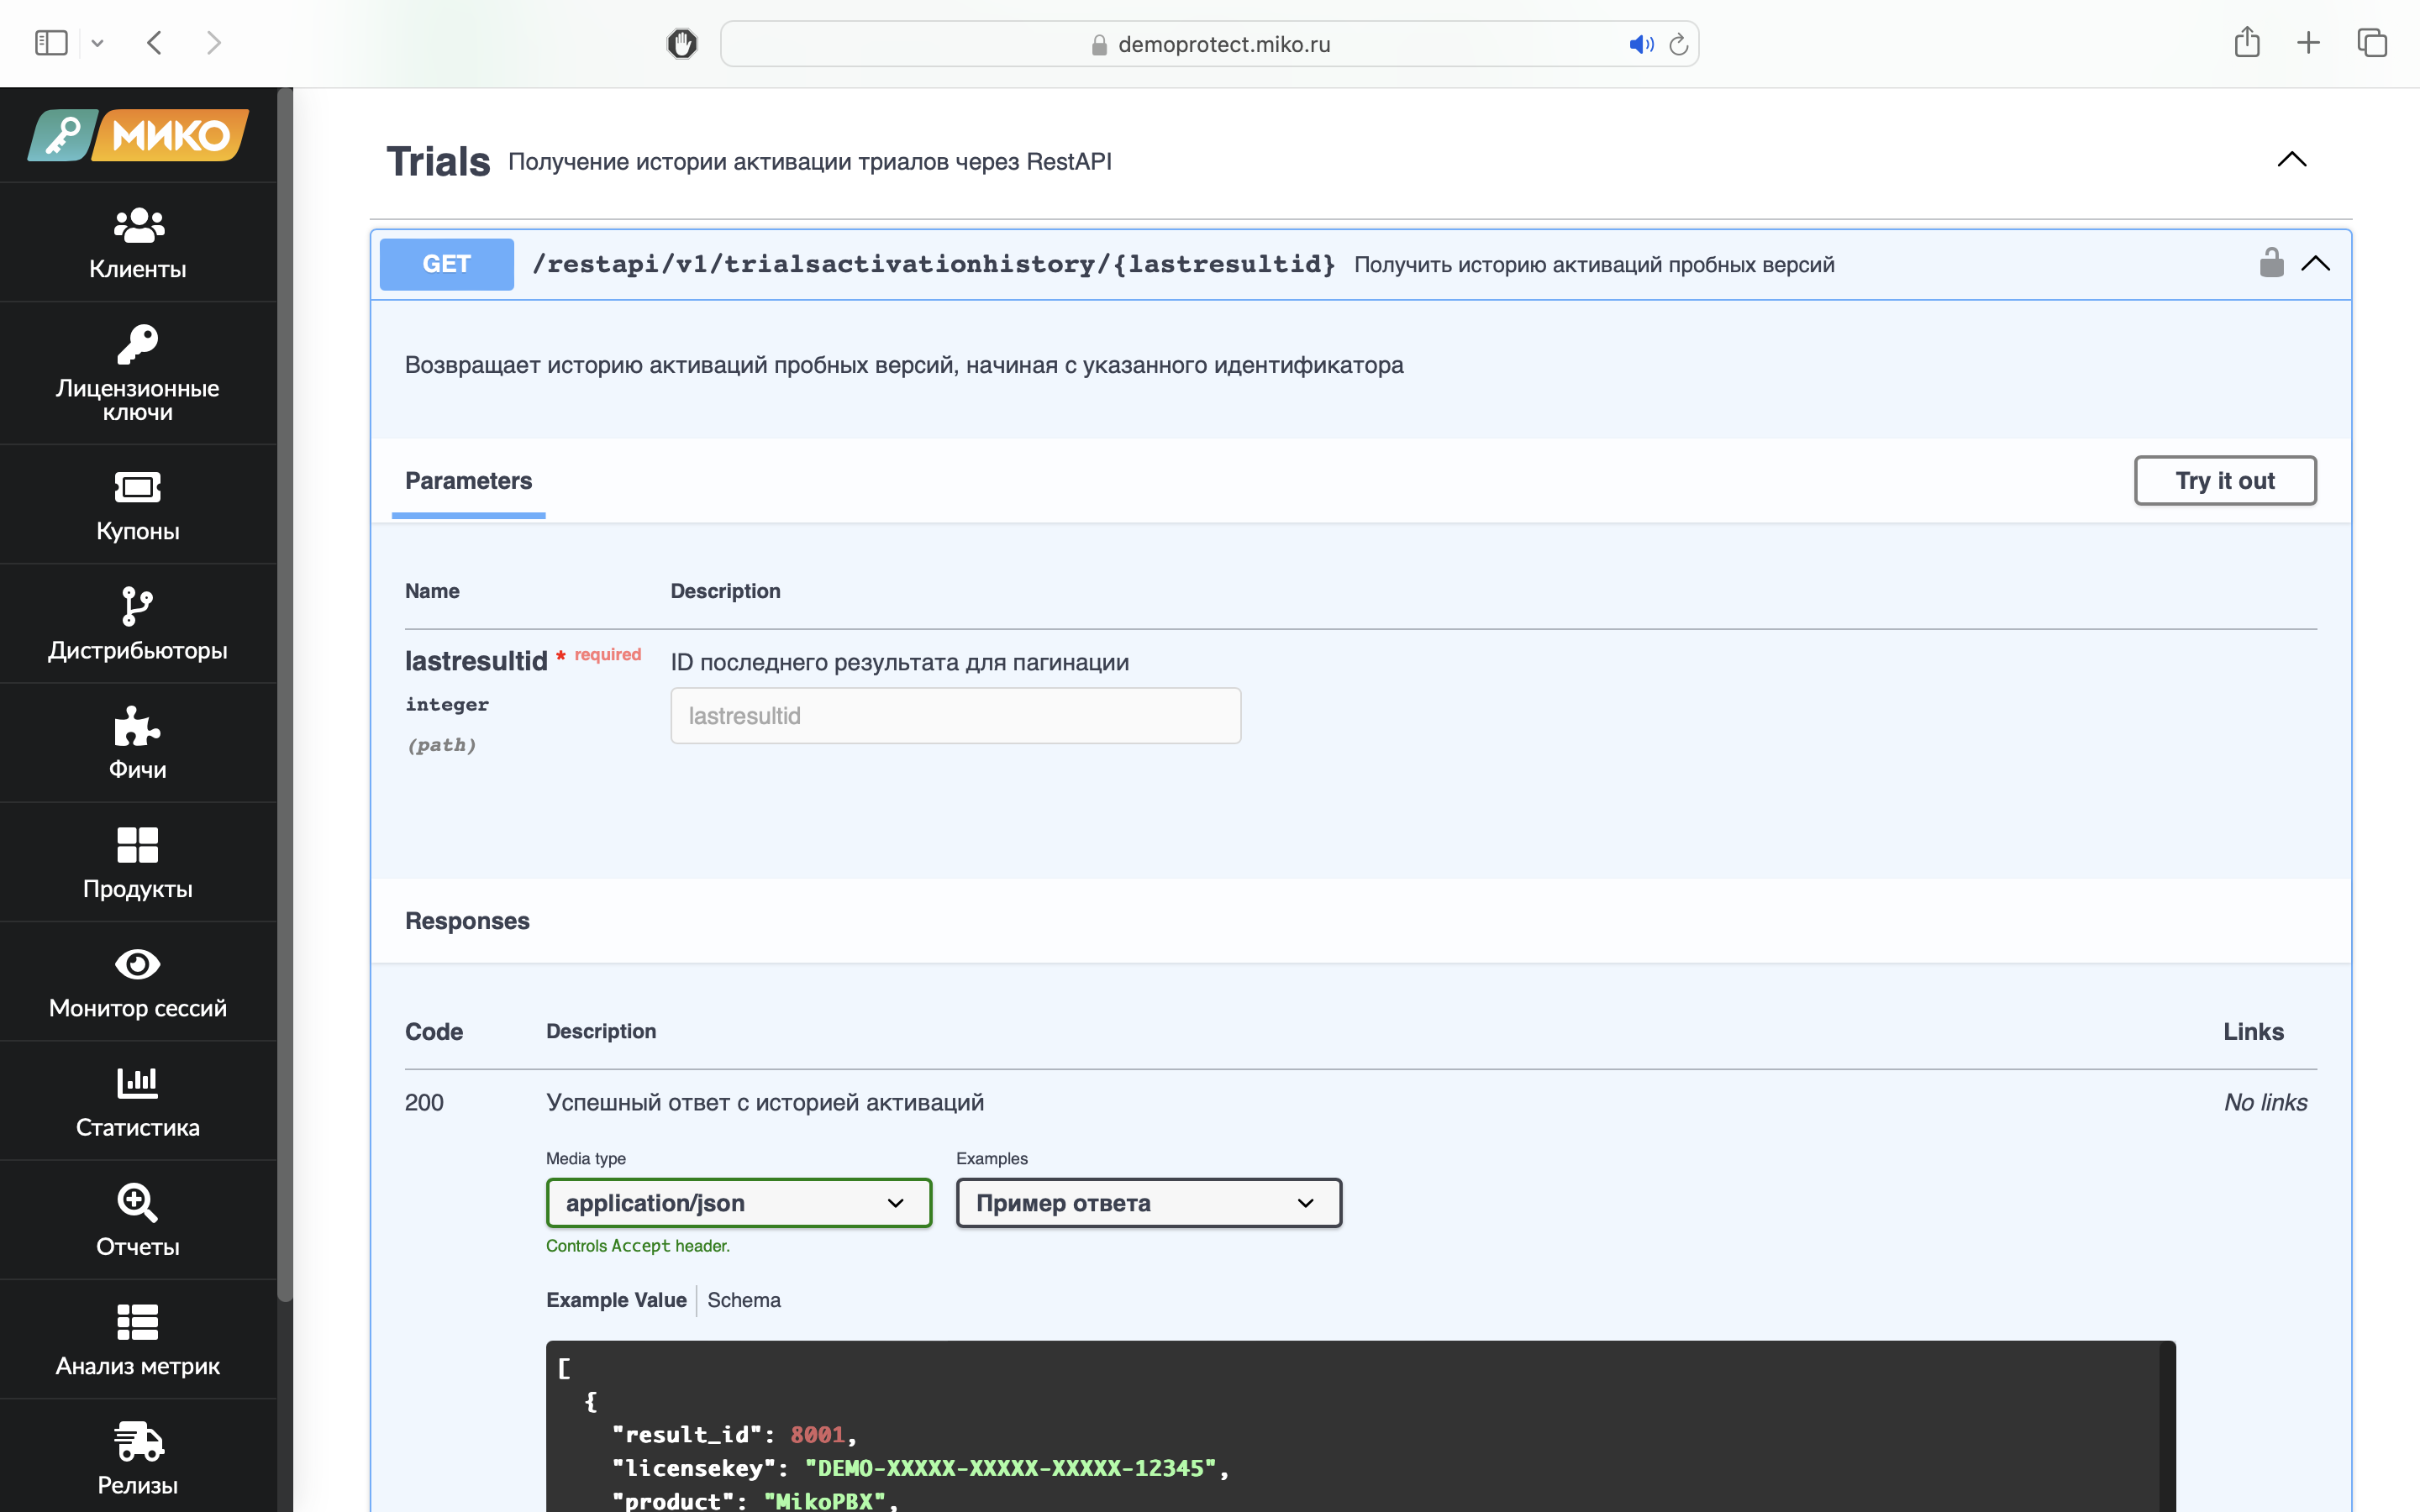 demoprotect.miko.ru
МИКО
Клиенты
Лицензионные
ключи
Купоны
Дистрибьюторы
Фичи
Продукты
Монитор сессий
Статистика
Отчеты
Анализ метрик
Релизы
Trials Получение истории активации триалов через RestAPI
GET /restapi/v1/trialsactivationhistory/{lastresultid} Получить историю активаций пробных версий
Возвращает историю активаций пробных версий, начиная с указанного идентификатора
Parameters
Try it out
Name Description
lastresultid * required ID последнего результата для пагинации
integer
lastresultid
(path)
Responses
Code Description Links
200 Успешный ответ с историей активаций No links
Media type Examples
application/json Пример ответа
Controls Accept header.
Example Value Schema
[
{
"result_id": 8001,
"licensekey": "DEMO-XXXXX-XXXXX-XXXXX-12345",
"product": "MikoPBX",